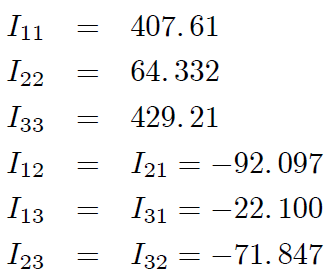 I₁₁ = 407.61
I₂₂ = 64.332
I₃₃ = 429.21
I₁₂ = I₂₁ = −92.097
I₁₃ = I₃₁ = −22.100
I₂₃ = I₃₂ = −71.847